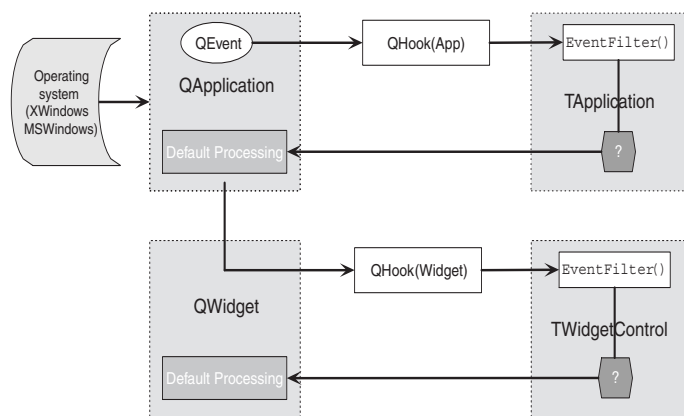 QEvent
QHook(App)
EventFilter()
Operating
system
(XWindows
MSWindows)
QApplication
TApplication
Default Processing
?
QHook(Widget)
EventFilter()
QWidget
TWidgetControl
Default Processing
?